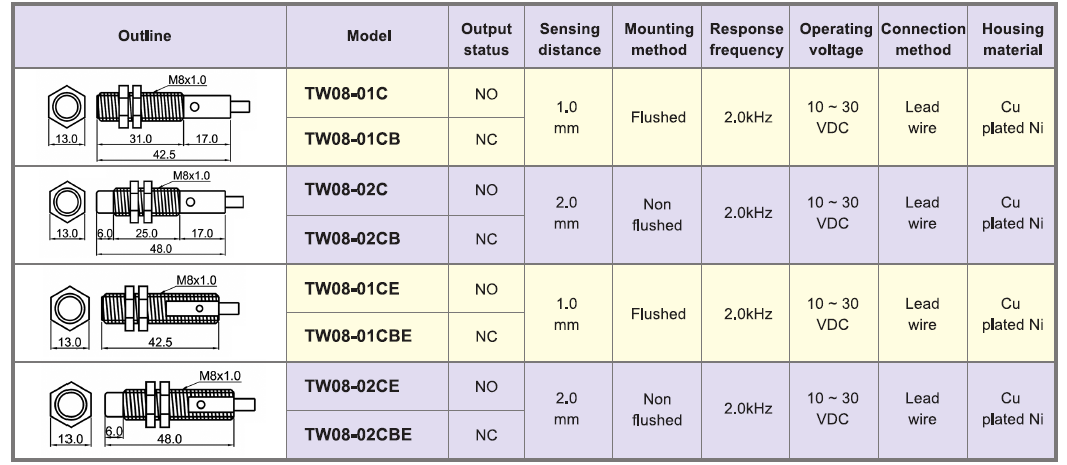 Outline Model Output status Sensing distance Mounting method Response frequency Operating voltage Connection method Housing material
M8x1.0
13.0 31.0 17.0
42.5
TW08-01C NO
TW08-01CB NC
1.0 mm Flushed 2.0kHz 10 ~ 30 VDC Lead wire Cu plated Ni
M8x1.0
13.0 6.0 25.0 17.0
48.0
TW08-02C NO
TW08-02CB NC
2.0 mm Non flushed 2.0kHz 10 ~ 30 VDC Lead wire Cu plated Ni
M8x1.0
13.0 42.5
TW08-01CE NO
TW08-01CBE NC
1.0 mm Flushed 2.0kHz 10 ~ 30 VDC Lead wire Cu plated Ni
M8x1.0
13.0 6.0 48.0
TW08-02CE NO
TW08-02CBE NC
2.0 mm Non flushed 2.0kHz 10 ~ 30 VDC Lead wire Cu plated Ni